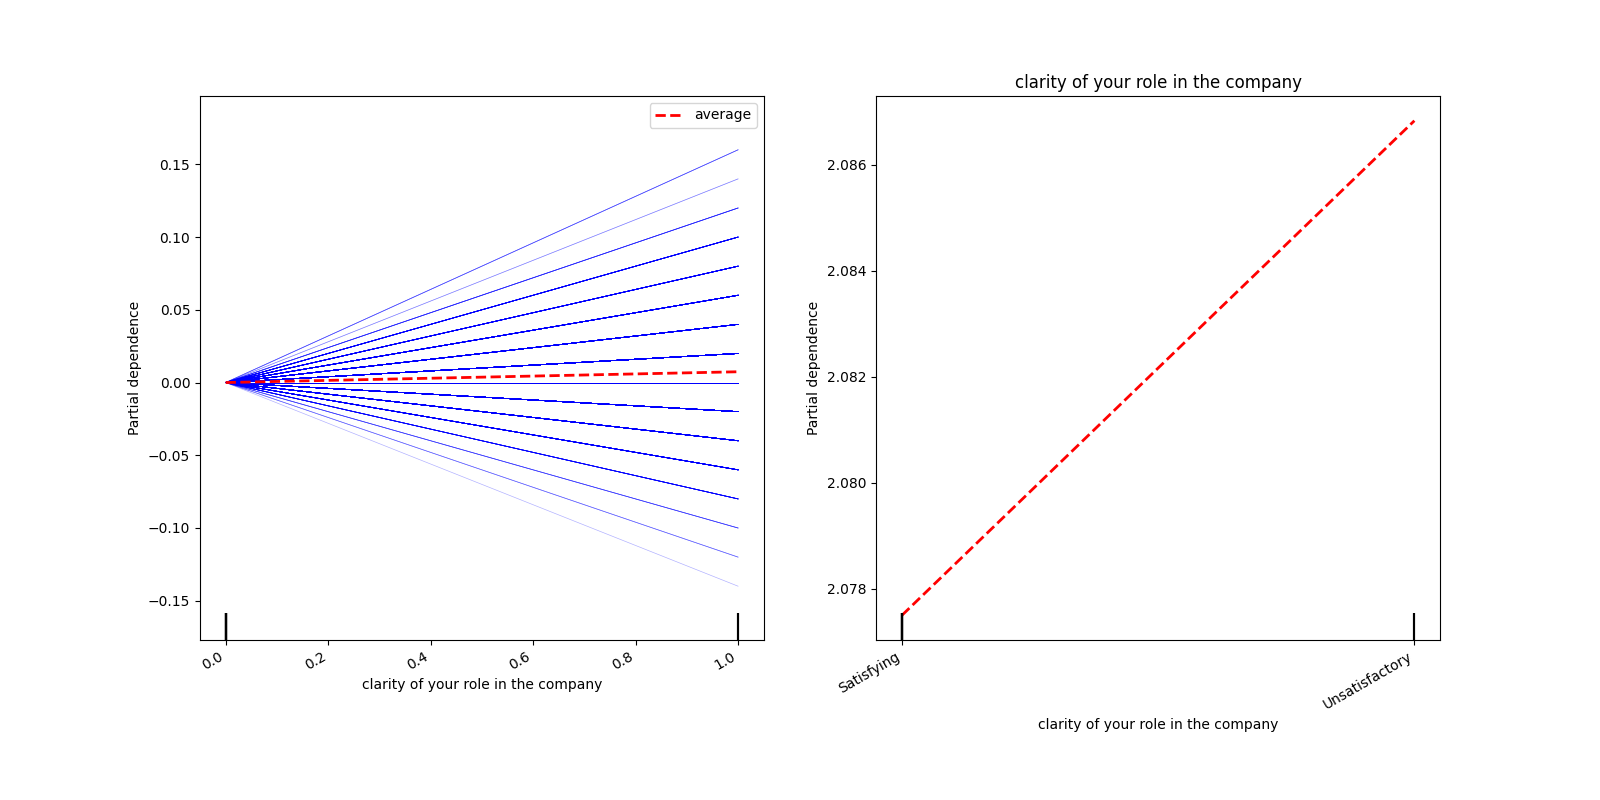 average
0.15
0.10
0.05
0.00
−0.05
−0.10
−0.15
Partial dependence
0.0
0.2
0.4
0.6
0.8
1.0
clarity of your role in the company
clarity of your role in the company
2.086
2.084
2.082
2.080
2.078
Partial dependence
Satisfying
Unsatisfactory
clarity of your role in the company